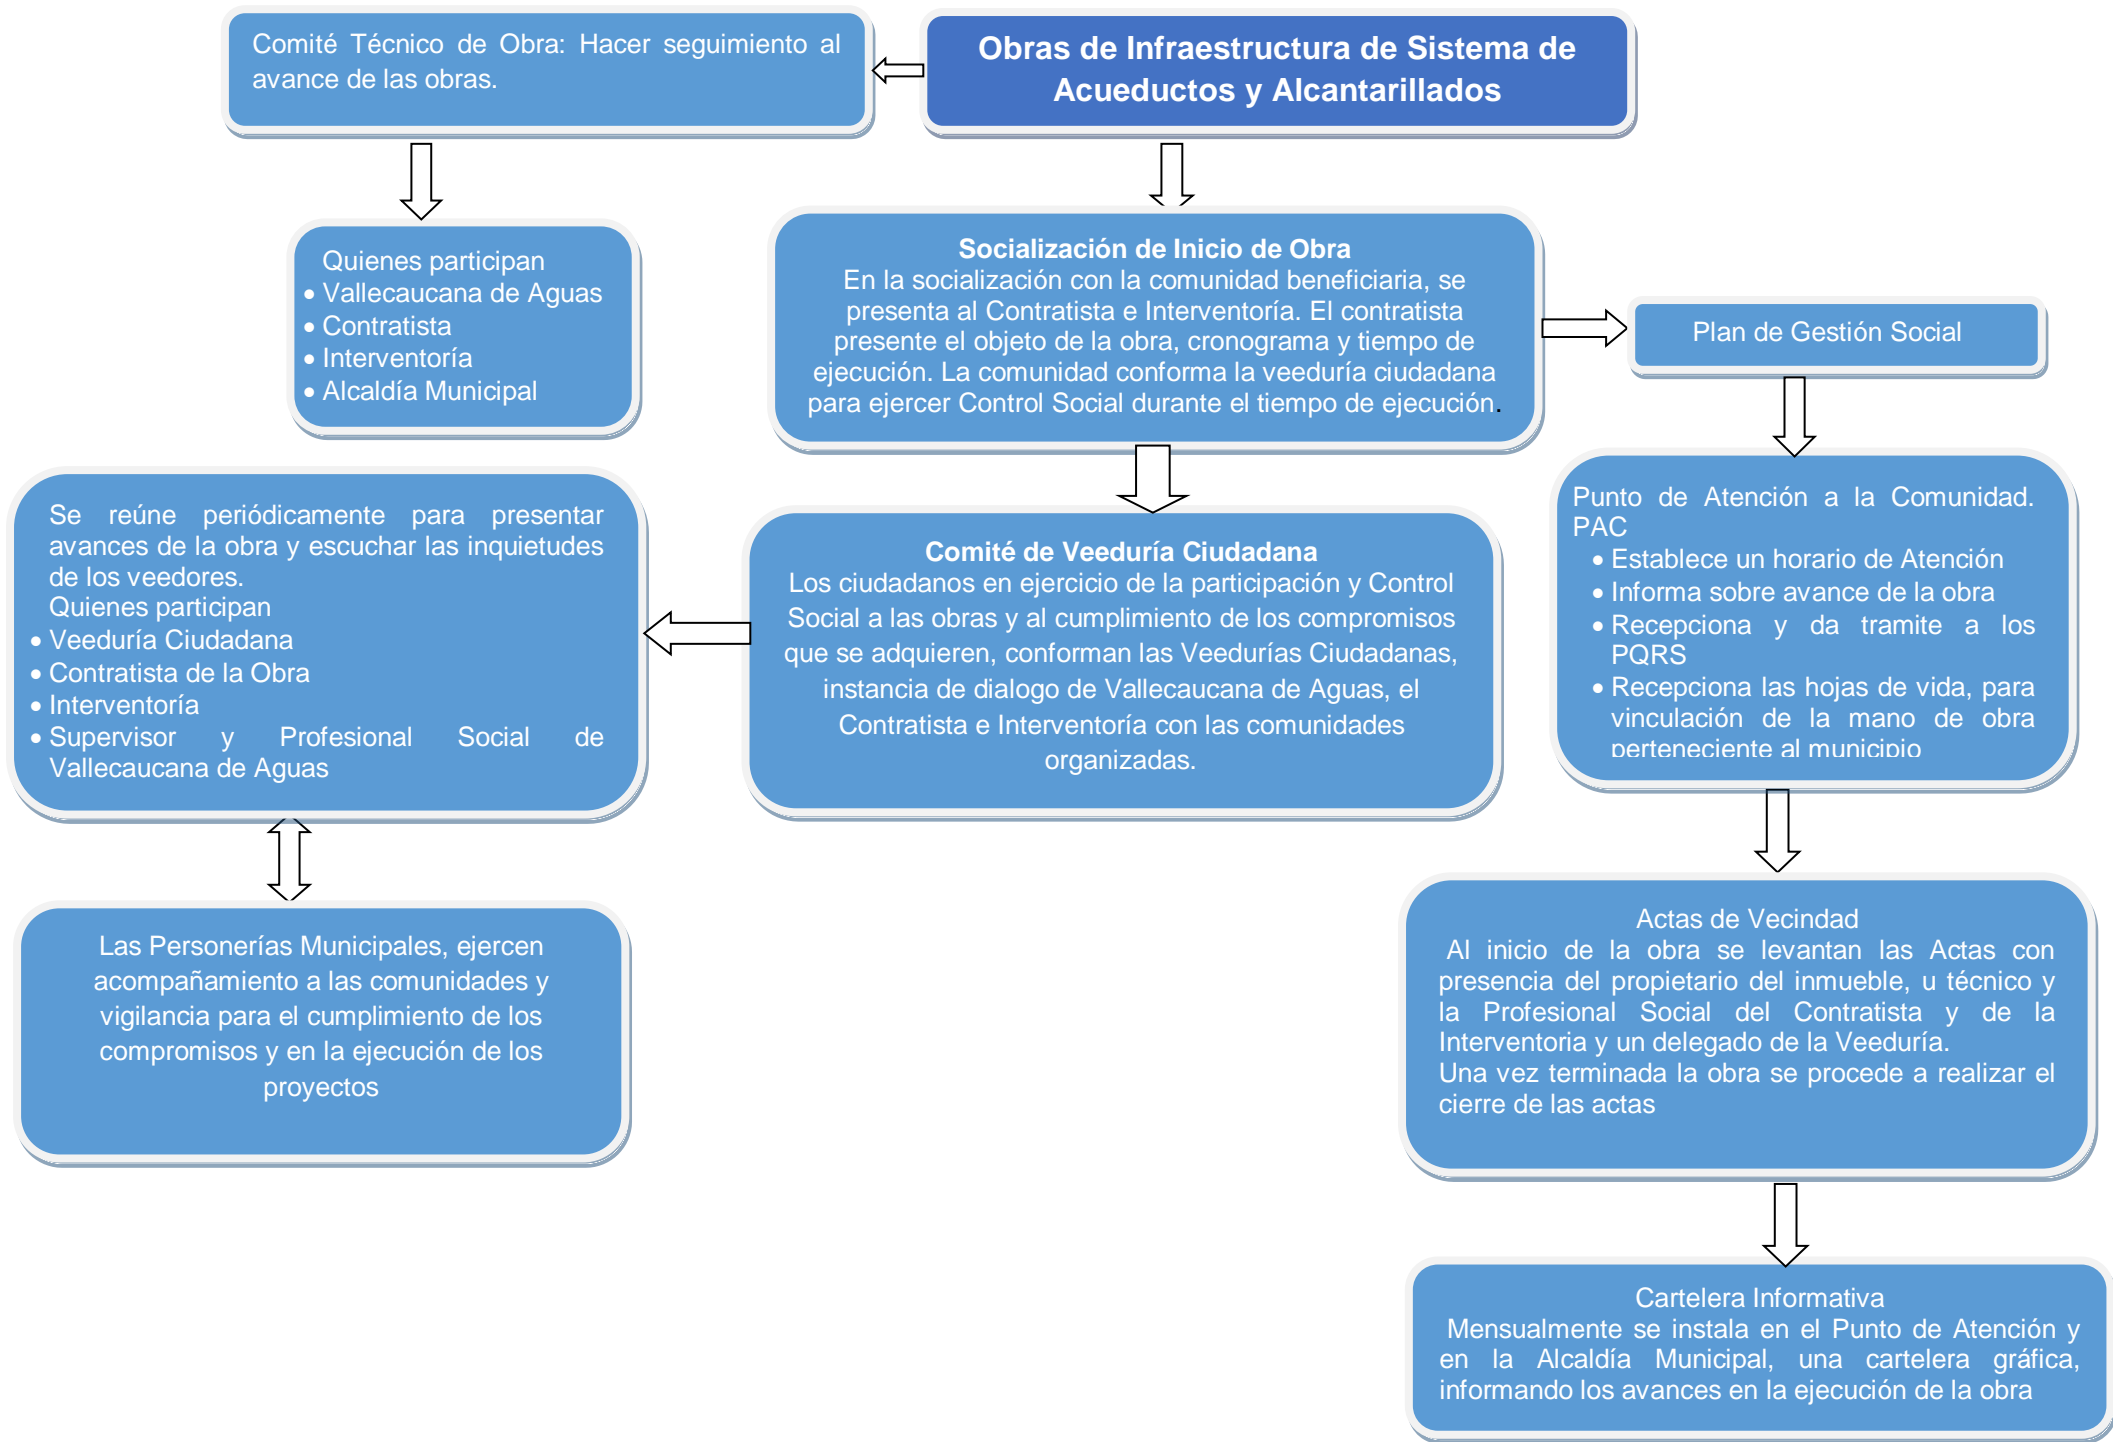 Comité Técnico de Obra: Hacer seguimiento al
avance de las obras.
Obras de Infraestructura de Sistema de
Acueductos y Alcantarillados
Quienes participan
• Vallecaucana de Aguas
• Contratista
• Interventoría
• Alcaldía Municipal
Socialización de Inicio de Obra
En la socialización con la comunidad beneficiaria, se
presenta al Contratista e Interventoría. El contratista
presente el objeto de la obra, cronograma y tiempo de
ejecución. La comunidad conforma la veeduría ciudadana
para ejercer Control Social durante el tiempo de ejecución.
Plan de Gestión Social
Se reúne periódicamente para presentar
avances de la obra y escuchar las inquietudes
de los veedores.
Quienes participan
• Veeduría Ciudadana
• Contratista de la Obra
• Interventoría
• Supervisor y Profesional Social de
Vallecaucana de Aguas
Comité de Veeduría Ciudadana
Los ciudadanos en ejercicio de la participación y Control
Social a las obras y al cumplimiento de los compromisos
que se adquieren, conforman las Veedurías Ciudadanas,
instancia de dialogo de Vallecaucana de Aguas, el
Contratista e Interventoría con las comunidades
organizadas.
Punto de Atención a la Comunidad.
PAC
• Establece un horario de Atención
• Informa sobre avance de la obra
• Recepciona y da tramite a los
PQRS
• Recepciona las hojas de vida, para
vinculación de la mano de obra
perteneciente al municipio
Las Personerías Municipales, ejercen
acompañamiento a las comunidades y
vigilancia para el cumplimiento de los
compromisos y en la ejecución de los
proyectos
Actas de Vecindad
Al inicio de la obra se levantan las Actas con
presencia del propietario del inmueble, u técnico y
la Profesional Social del Contratista y de la
Interventoria y un delegado de la Veeduría.
Una vez terminada la obra se procede a realizar el
cierre de las actas
Cartelera Informativa
Mensualmente se instala en el Punto de Atención y
en la Alcaldía Municipal, una cartelera gráfica,
informando los avances en la ejecución de la obra